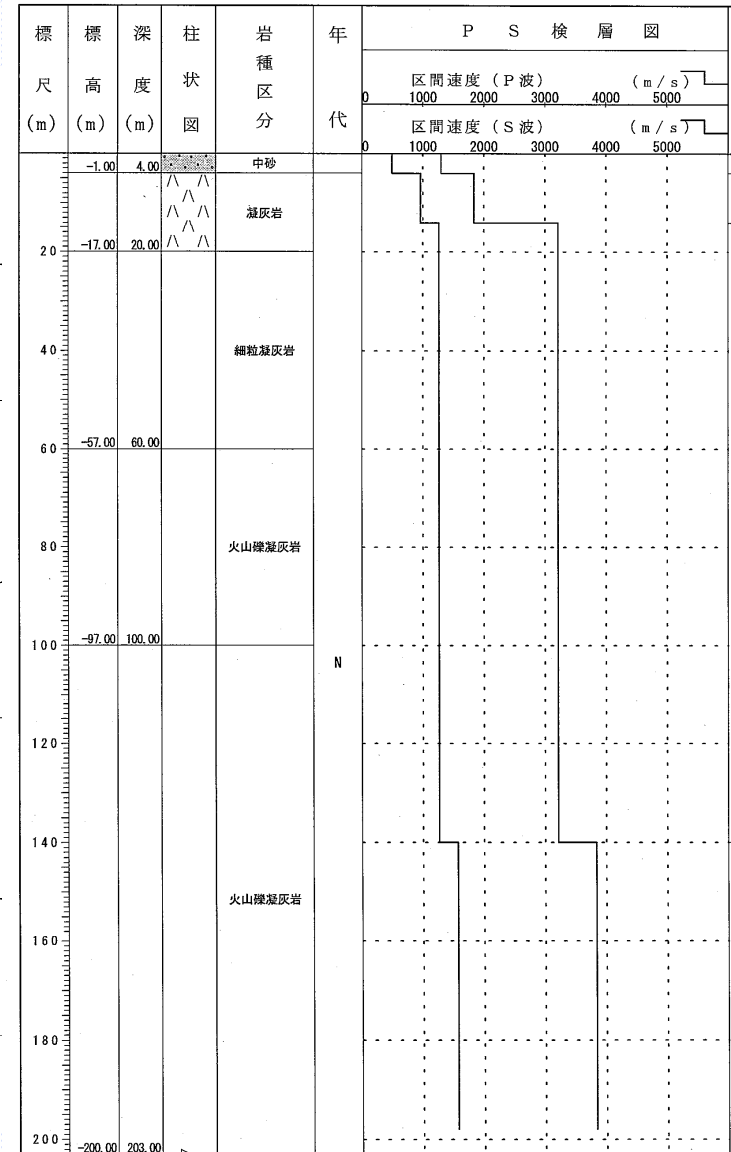 標尺(m)
標高(m)
深度(m)
柱状図
岩種区分
年代
PS検層図
区間速度(P波) (m/s)
0 1000 2000 3000 4000 5000
区間速度(S波) (m/s)
0 1000 2000 3000 4000 5000
-1.00 4.00 中砂
凝灰岩
20 -17.00 20.00
40 細粒凝灰岩
60 -57.00 60.00
80 火山礫凝灰岩
100 -97.00 100.00
N
120
140
火山礫凝灰岩
160
180
200 -200.00 203.00